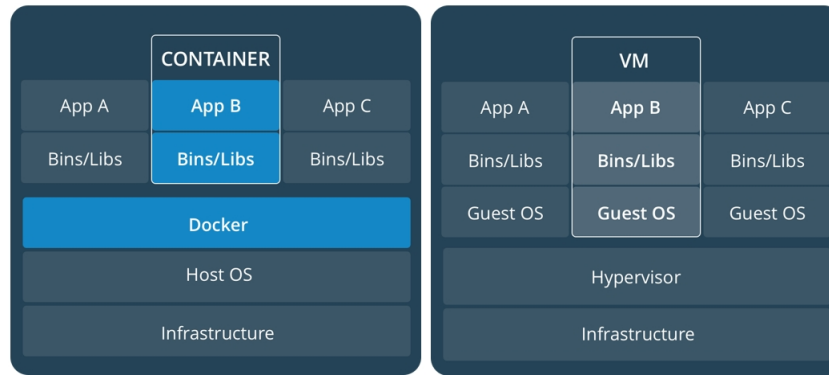 CONTAINER
App A App B App C
Bins/Libs Bins/Libs Bins/Libs
Docker
Host OS
Infrastructure
VM
App A App B App C
Bins/Libs Bins/Libs Bins/Libs
Guest OS Guest OS Guest OS
Hypervisor
Infrastructure